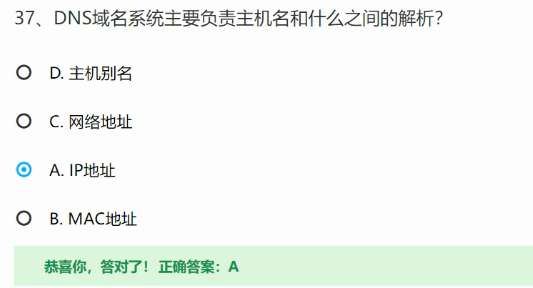 37、DNS域名系统主要负责主机名和什么之间的解析？
D. 主机别名
C. 网络地址
A. IP地址
B. MAC地址
恭喜你，答对了！正确答案：A